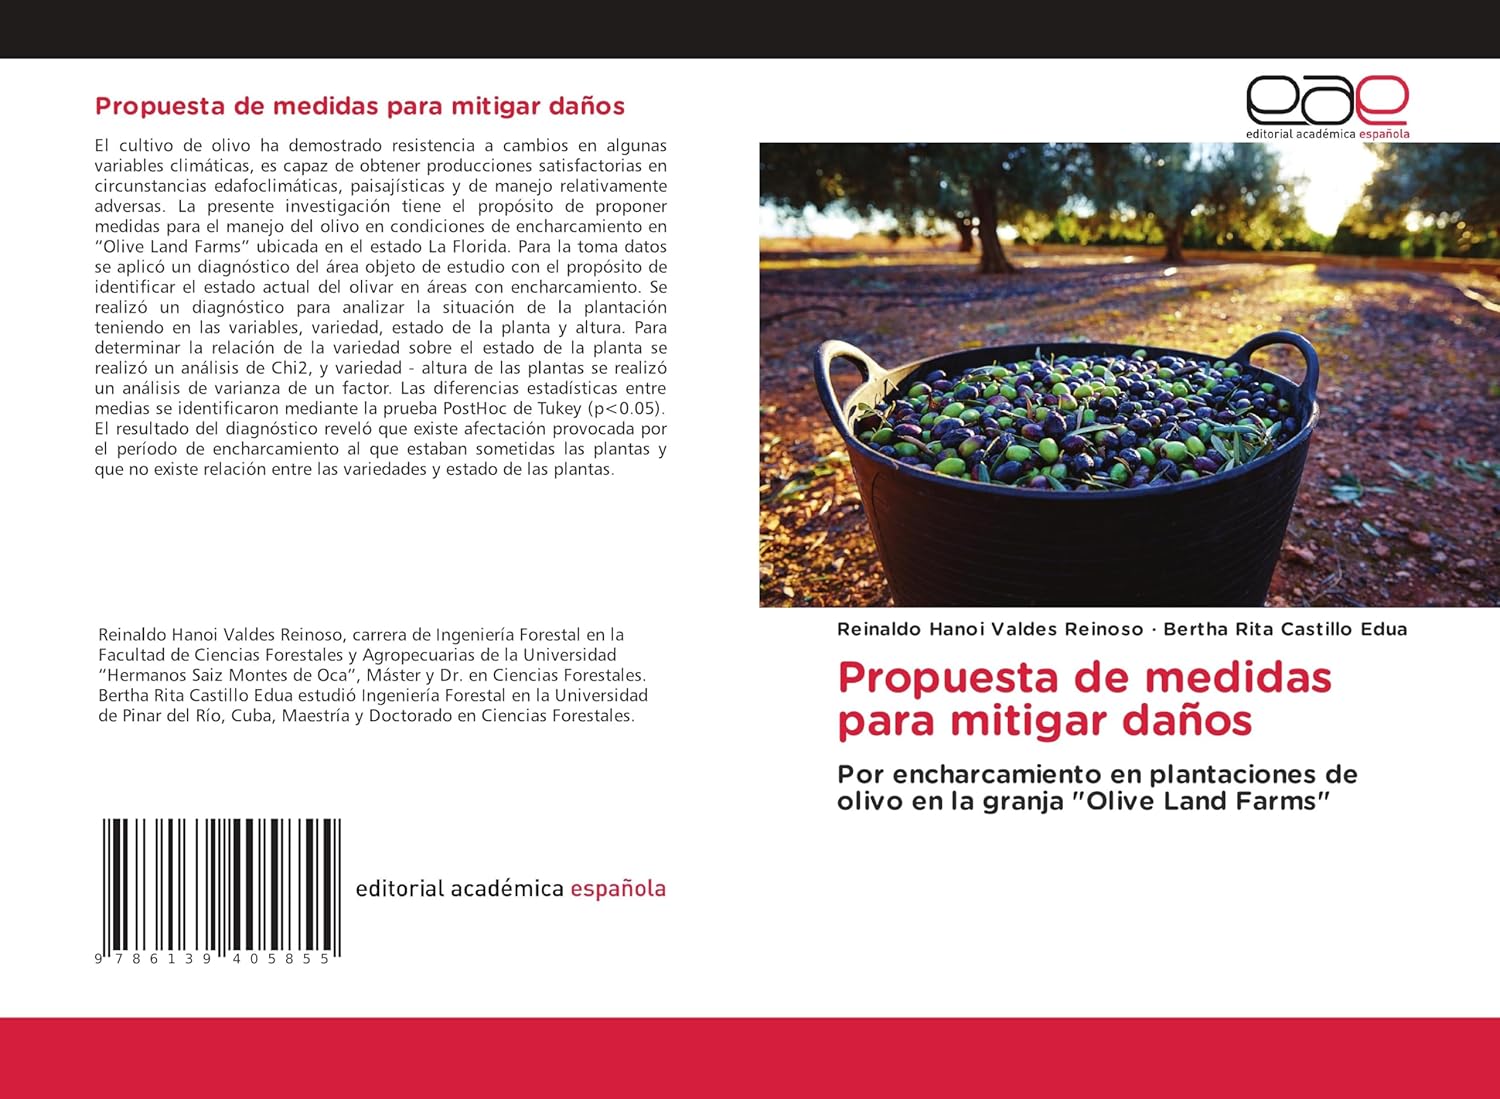 Propuesta de medidas para mitigar daños
El cultivo de olivo ha demostrado resistencia a cambios en algunas
variables climáticas, es capaz de obtener producciones satisfactorias en
circunstancias edafoclimáticas, paisajísticas y de manejo relativamente
adversas. La presente investigación tiene el propósito de proponer
medidas para el manejo del olivo en condiciones de encharcamiento en
“Olive Land Farms” ubicada en el estado La Florida. Para la toma datos
se aplicó un diagnóstico del área objeto de estudio con el propósito de
identificar el estado actual del olivar en áreas con encharcamiento. Se
realizó un diagnóstico para analizar la situación de la plantación
teniendo en las variables, variedad, estado de la planta y altura. Para
determinar la relación de la variedad sobre el estado de la planta se
realizó un análisis de Chi2, y variedad - altura de las plantas se realizó
un análisis de varianza de un factor. Las diferencias estadísticas entre
medias se identificaron mediante la prueba PostHoc de Tukey (p<0.05).
El resultado del diagnóstico reveló que existe afectación provocada por
el período de encharcamiento al que estaban sometidas las plantas y
que no existe relación entre las variedades y estado de las plantas.
Reinaldo Hanoi Valdes Reinoso, carrera de Ingeniería Forestal en la
Facultad de Ciencias Forestales y Agropecuarias de la Universidad
“Hermanos Saiz Montes de Oca”, Máster y Dr. en Ciencias Forestales.
Bertha Rita Castillo Edua estudió Ingeniería Forestal en la Universidad
de Pinar del Río, Cuba, Maestría y Doctorado en Ciencias Forestales.
9 786139 405855
editorial académica española
eae
editorial académica española
Reinaldo Hanoi Valdes Reinoso · Bertha Rita Castillo Edua
Propuesta de medidas
para mitigar daños
Por encharcamiento en plantaciones de
olivo en la granja "Olive Land Farms"